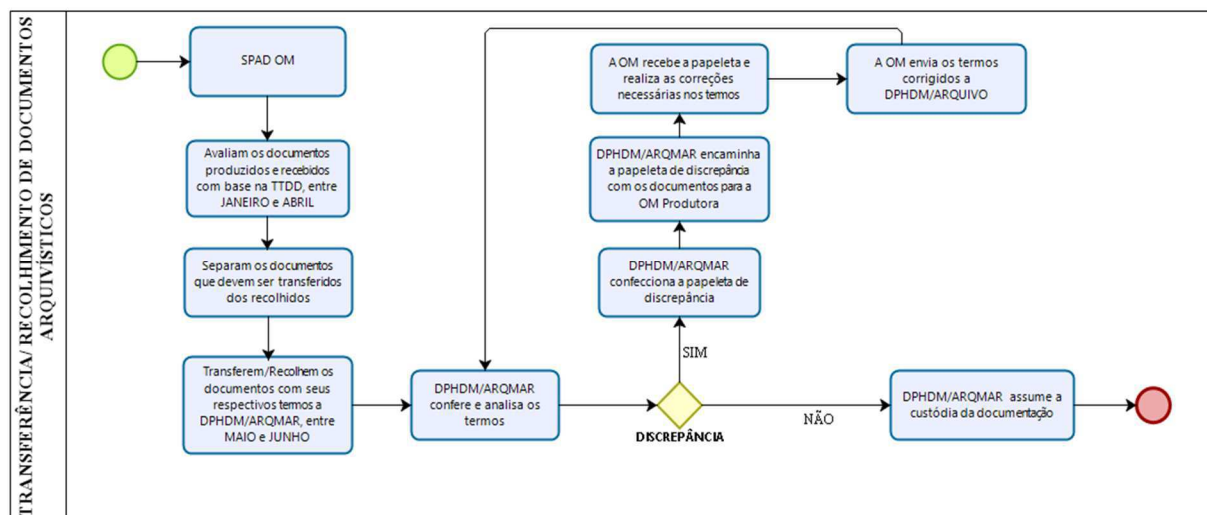 TRANSFERÊNCIA/ RECOLHIMENTO DE DOCUMENTOS
ARQUIVÍSTICOS
SPAD OM
Avaliam os documentos
produzidos e recebidos
com base na TTDD, entre
JANEIRO e ABRIL
Separam os documentos
que devem ser transferidos
dos recolhidos
Transferem/Recolhem os
documentos com seus
respectivos termos a
DPHDM/ARQMAR, entre
MAIO e JUNHO
DPHDM/ARQMAR
confere e analisa os
termos
DISCREPÂNCIA
SIM
DPHDM/ARQMAR
confecciona a papeleta de
discrepância
DPHDM/ARQMAR encaminha
a papeleta de discrepância
com os documentos para a
OM Produtora
A OM recebe a papeleta e
realiza as correções
necessárias nos termos
A OM envia os termos
corrigidos a
DPHDM/ARQUIVO
NÃO
DPHDM/ARQMAR assume a
custódia da documentação